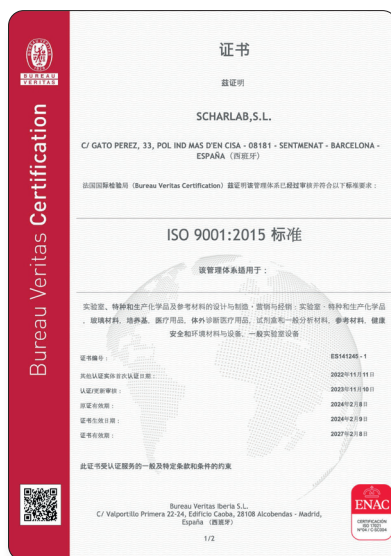 BUREAU
VERITAS
Bureau Veritas Certification
证书
兹证明
SCHARLAB,S.L.
C/ GATO PEREZ, 33, POL IND MAS D'EN CISA - 08181 - SENTMENAT - BARCELONA -
ESPAÑA（西班牙）
法国国际检验局（Bureau Veritas Certification）兹证明该管理体系已经过审核并符合以下标准要求：
ISO 9001:2015 标准
该管理体系适用于：
实验室、特种和生产化学品及参考材料的设计与制造，营销与经销：实验室、特种和生产化学品
、玻璃材料、培养基、医疗用品、体外诊断医疗用品、试剂盒和一般分析材料、参考材料、健康
安全和环境材料与设备、一般实验室设备
证书编号：
ES141245 - 1
其他认证实体首次认证日期：
2022年11月11日
认证/更新审核：
2023年11月10日
原证有效期：
2024年2月8日
证书生效日期：
2024年2月9日
证书有效期：
2027年2月8日
此证书受认证服务的一般及特定条款和条件的约束
Bureau Veritas Iberia S.L.
C/ Valportillo Primera 22-24, Edificio Caoba, 28108 Alcobendas - Madrid,
España （西班牙）
1/2
ENAC
CERTIFICACIÓN
ISO 17021
Nº04 / C-SC004